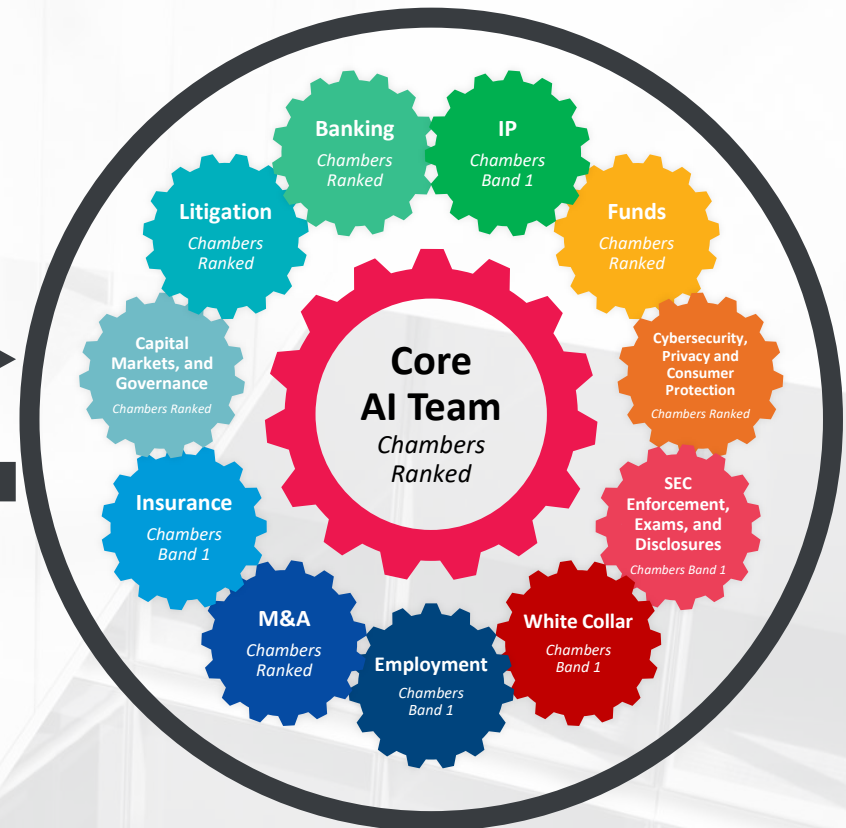 Banking
Chambers
Ranked
IP
Chambers
Band 1
Litigation
Chambers
Ranked
Funds
Chambers
Ranked
Capital
Markets, and
Governance
Chambers Ranked
Core
AI Team
Chambers
Ranked
Cybersecurity,
Privacy and
Consumer
Protection
Chambers Ranked
Insurance
Chambers
Band 1
SEC
Enforcement,
Exams, and
Disclosures
Chambers Band 1
M&A
Chambers
Ranked
Employment
Chambers
Band 1
White Collar
Chambers
Band 1